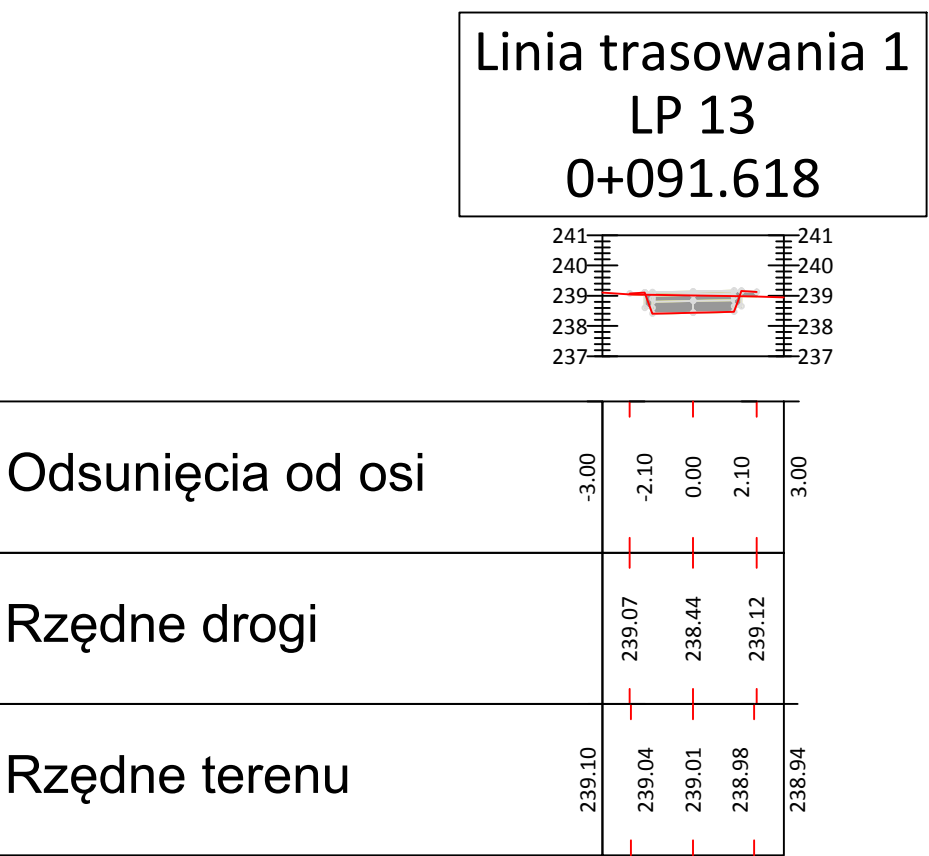 Linia trasowania 1
LP 13
0+091.618
241 241
240 240
239 239
238 238
237 237
Odsunięcia od osi -3.00 -2.10 0.00 2.10 3.00
Rzędne drogi 239.07 238.44 239.12
Rzędne terenu 239.10 239.04 239.01 238.98 238.94